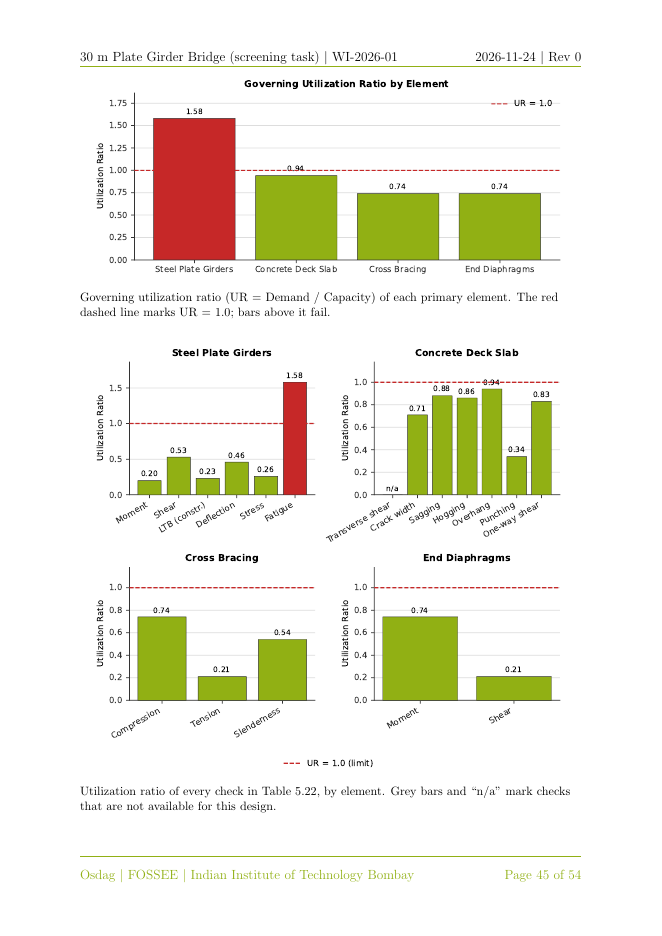 30 m Plate Girder Bridge (screening task) | WI-2026-01 2026-11-24 | Rev 0
Governing Utilization Ratio by Element
Utilization Ratio
1.75
1.50
1.25
1.00
0.75
0.50
0.25
0.00
UR = 1.0
1.58
0.94
0.74
0.74
Steel Plate Girders Concrete Deck Slab Cross Bracing End Diaphragms
Governing utilization ratio (UR = Demand / Capacity) of each primary element. The red
dashed line marks UR = 1.0; bars above it fail.
Steel Plate Girders
Utilization Ratio
1.5
1.0
0.5
0.0
0.20
0.53
0.23
0.46
0.26
1.58
Moment
Shear
LTB (constr.)
Deflection
Stress
Fatigue
Concrete Deck Slab
Utilization Ratio
1.0
0.8
0.6
0.4
0.2
0.0
n/a
0.71
0.88
0.86
0.94
0.34
0.83
Transverse shear
Crack width
Sagging
Hogging
Overhang
Punching
One-way shear
Cross Bracing
Utilization Ratio
1.0
0.8
0.6
0.4
0.2
0.0
0.74
0.21
0.54
Compression
Tension
Slenderness
End Diaphragms
Utilization Ratio
1.0
0.8
0.6
0.4
0.2
0.0
0.74
0.21
Moment
Shear
UR = 1.0 (limit)
Utilization ratio of every check in Table 5.22, by element. Grey bars and “n/a” mark checks
that are not available for this design.
Osdag | FOSSEE | Indian Institute of Technology Bombay Page 45 of 54